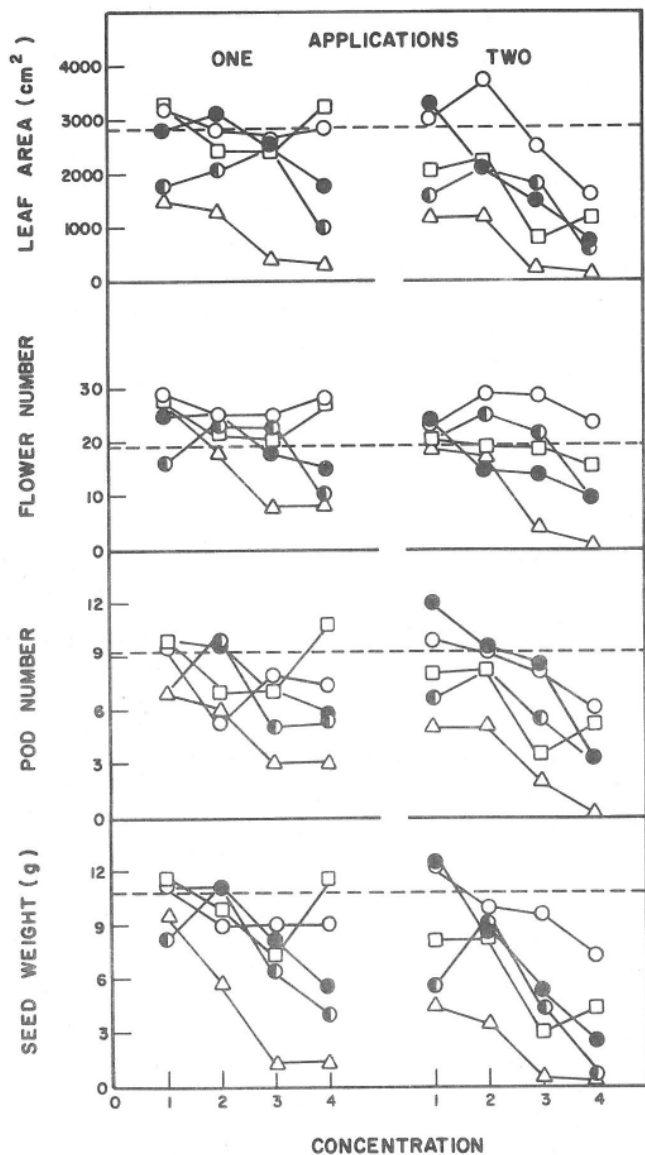 APPLICATIONS
ONE TWO
LEAF AREA (cm²)
4000
3000
2000
1000
0
FLOWER NUMBER
30
20
10
0
POD NUMBER
12
9
6
3
0
SEED WEIGHT (g)
12
9
6
3
0
0 1 2 3 4 1 2 3 4
CONCENTRATION